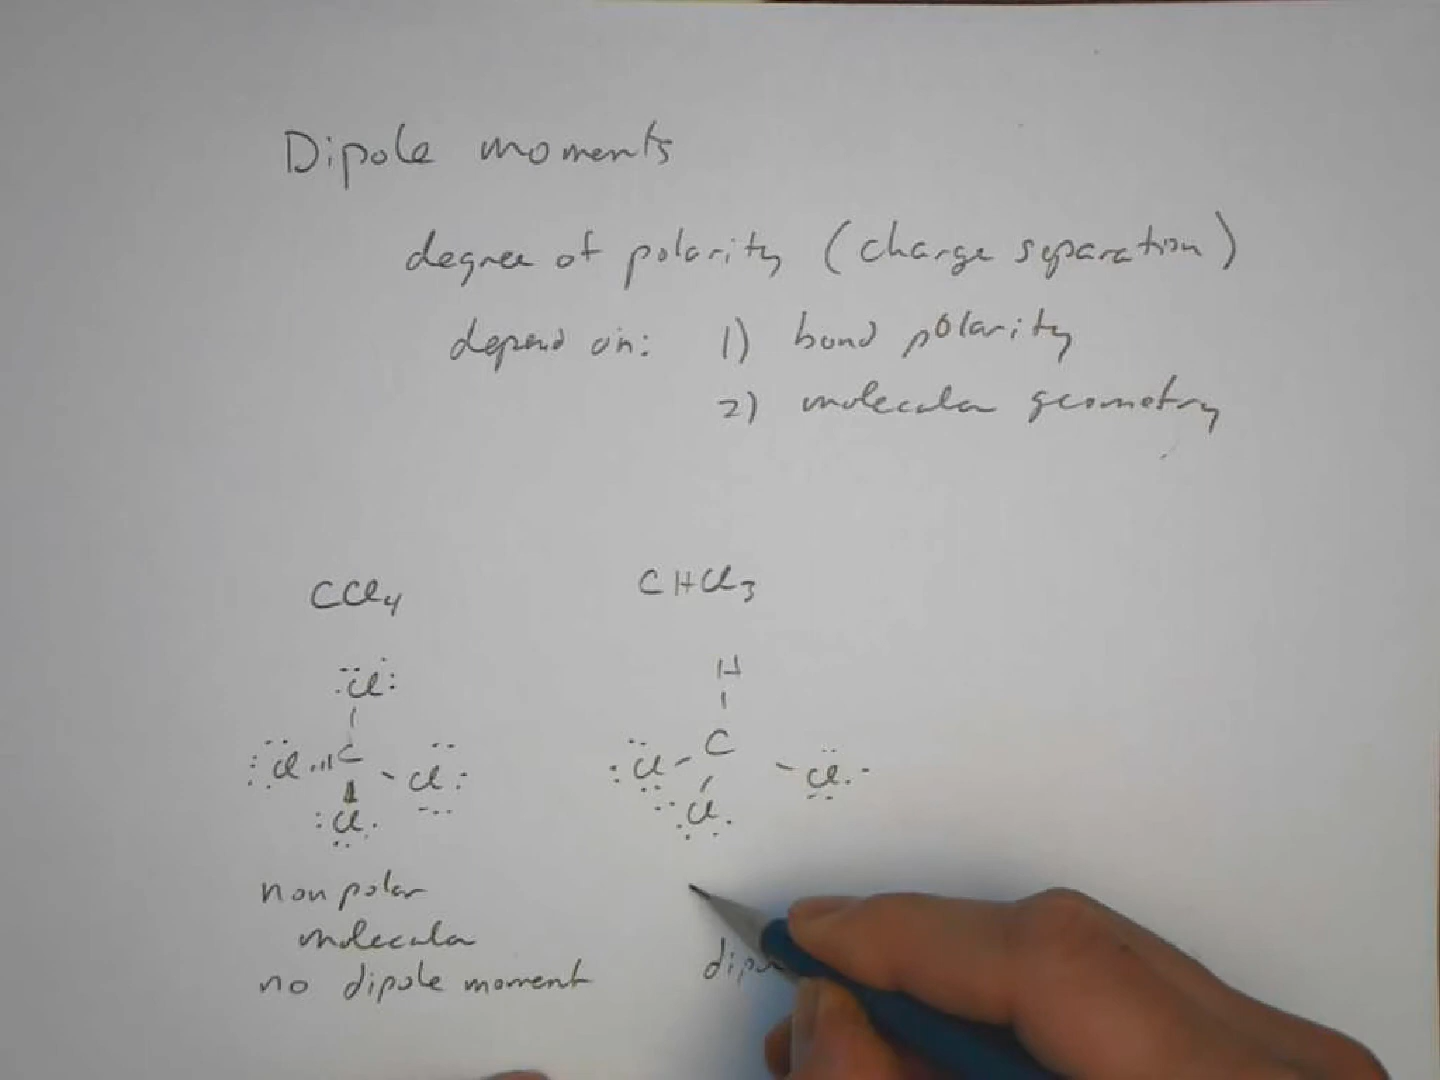 Dipole moments
degree of polarity (charge separation)
depend on: 1) bond polarity
2) molecular geometry
CCl4 CHCl3
Cl H
Cl C Cl Cl C Cl
Cl Cl
nonpolar
molecular
no dipole moment